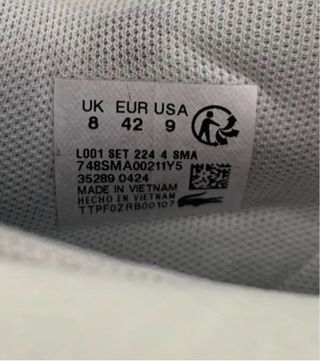 UK EUR USA
8 42 9
L001 SET 224 4 SMA
748SMA00211Y5
35289 0424
MADE IN VIETNAM
HECHO EN VIETNAM
TTPF0ZRB00107